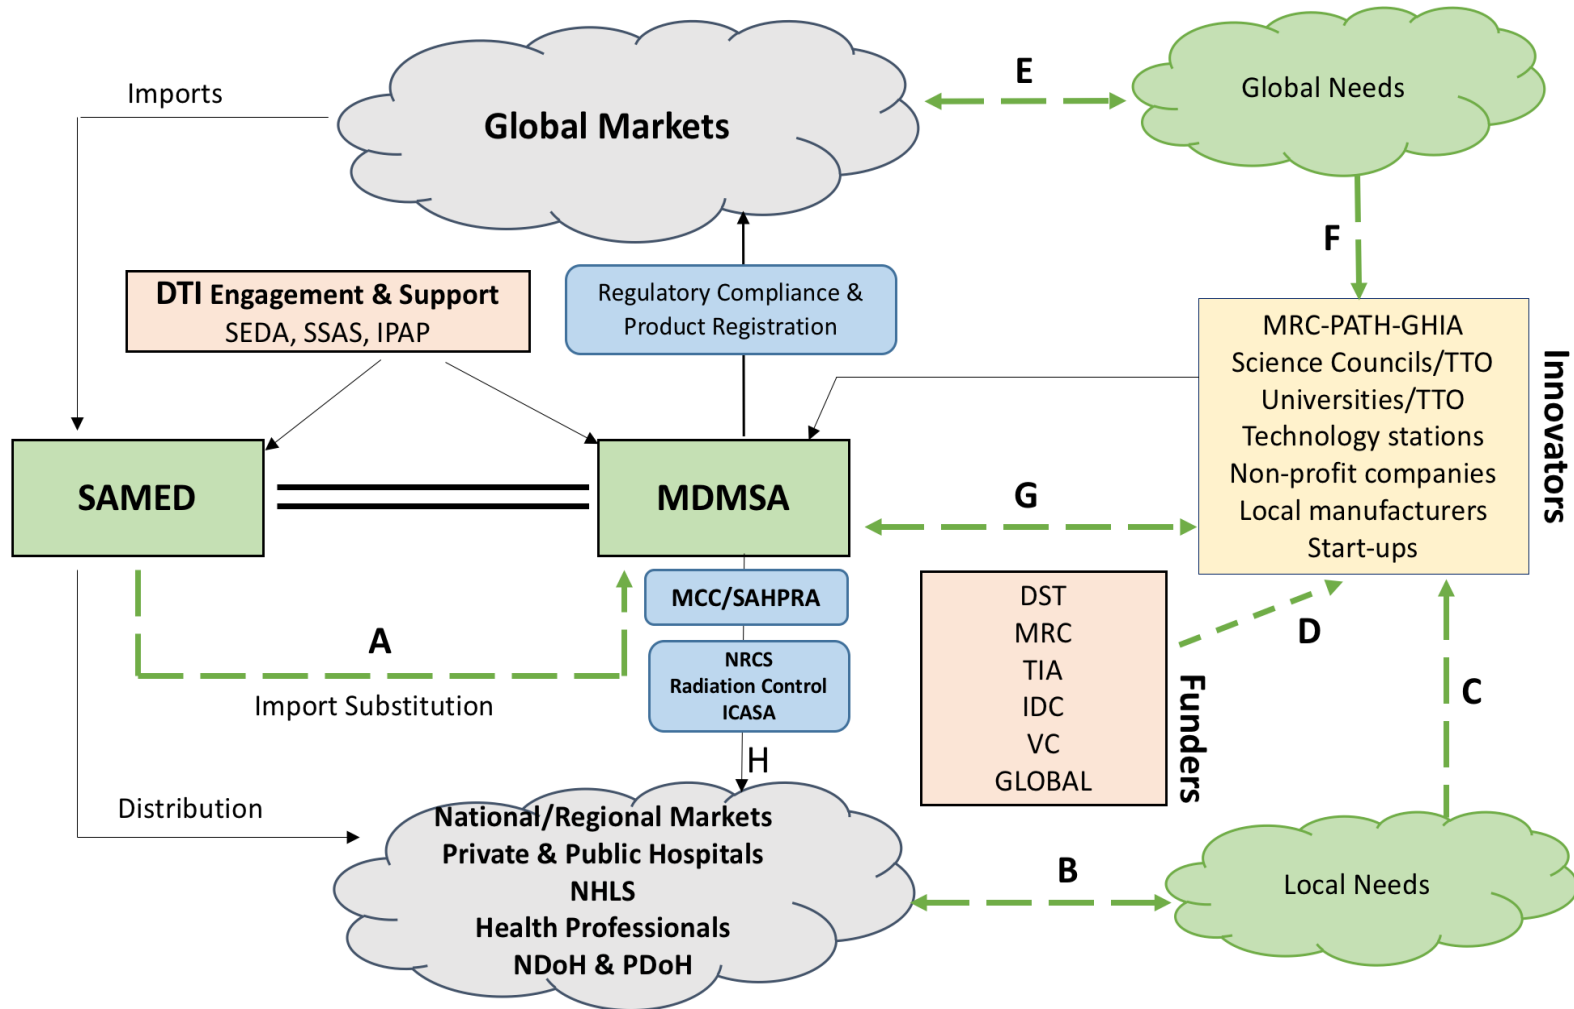 Imports
Global Markets
E
Global Needs
F
DTI Engagement & Support
SEDA, SSAS, IPAP
Regulatory Compliance &
Product Registration
MRC-PATH-GHIA
Science Councils/TTO
Universities/TTO
Technology stations
Non-profit companies
Local manufacturers
Start-ups
Innovators
SAMED
MDMSA
G
A
Import Substitution
MCC/SAHPRA
NRCS
Radiation Control
ICASA
H
DST
MRC
TIA
IDC
VC
GLOBAL
Funders
D
C
Distribution
National/Regional Markets
Private & Public Hospitals
NHLS
Health Professionals
NDoH & PDoH
B
Local Needs